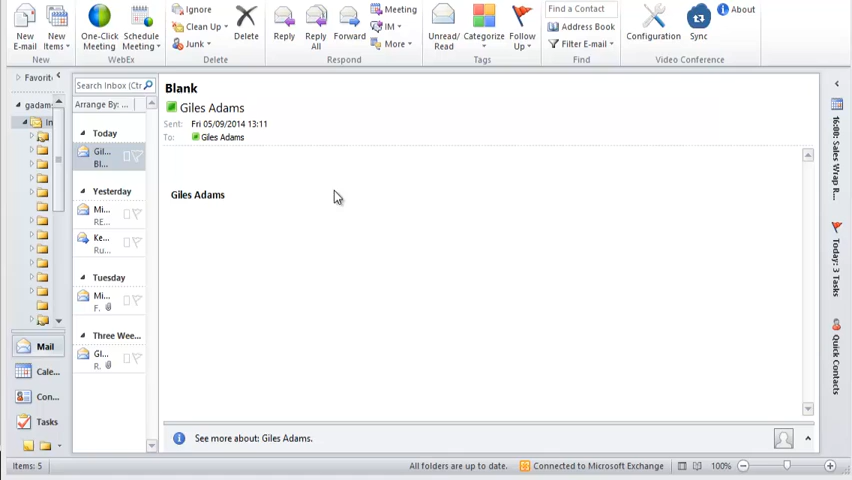 Ignore
Clean Up
Junk
Delete
New
E-mail
New
Items
One-Click
Meeting
Schedule
Meeting
Reply
Reply
All
Forward
Meeting
IM
More
Unread/
Read
Categorize
Follow
Up
Find a Contact
Address Book
Filter E-mail
Configuration
Sync
About
New
WebEx
Delete
Respond
Tags
Find
Video Conference
Favorit
gadam
In
Search Inbox (Ctr
Arrange By: ...
Today
Gil...
Bl...
Yesterday
Mi...
RE...
Ke...
Ru...
Tuesday
Mi...
F.
Three Wee...
Gl...
R.
Mail
Cale...
Con...
Tasks
Blank
Giles Adams
Sent: Fri 05/09/2014 13:11
To: Giles Adams
Giles Adams
See more about: Giles Adams.
16:00: Sales Wrap R...
Today: 3 Tasks
Quick Contacts
Items: 5
All folders are up to date.
Connected to Microsoft Exchange
100%